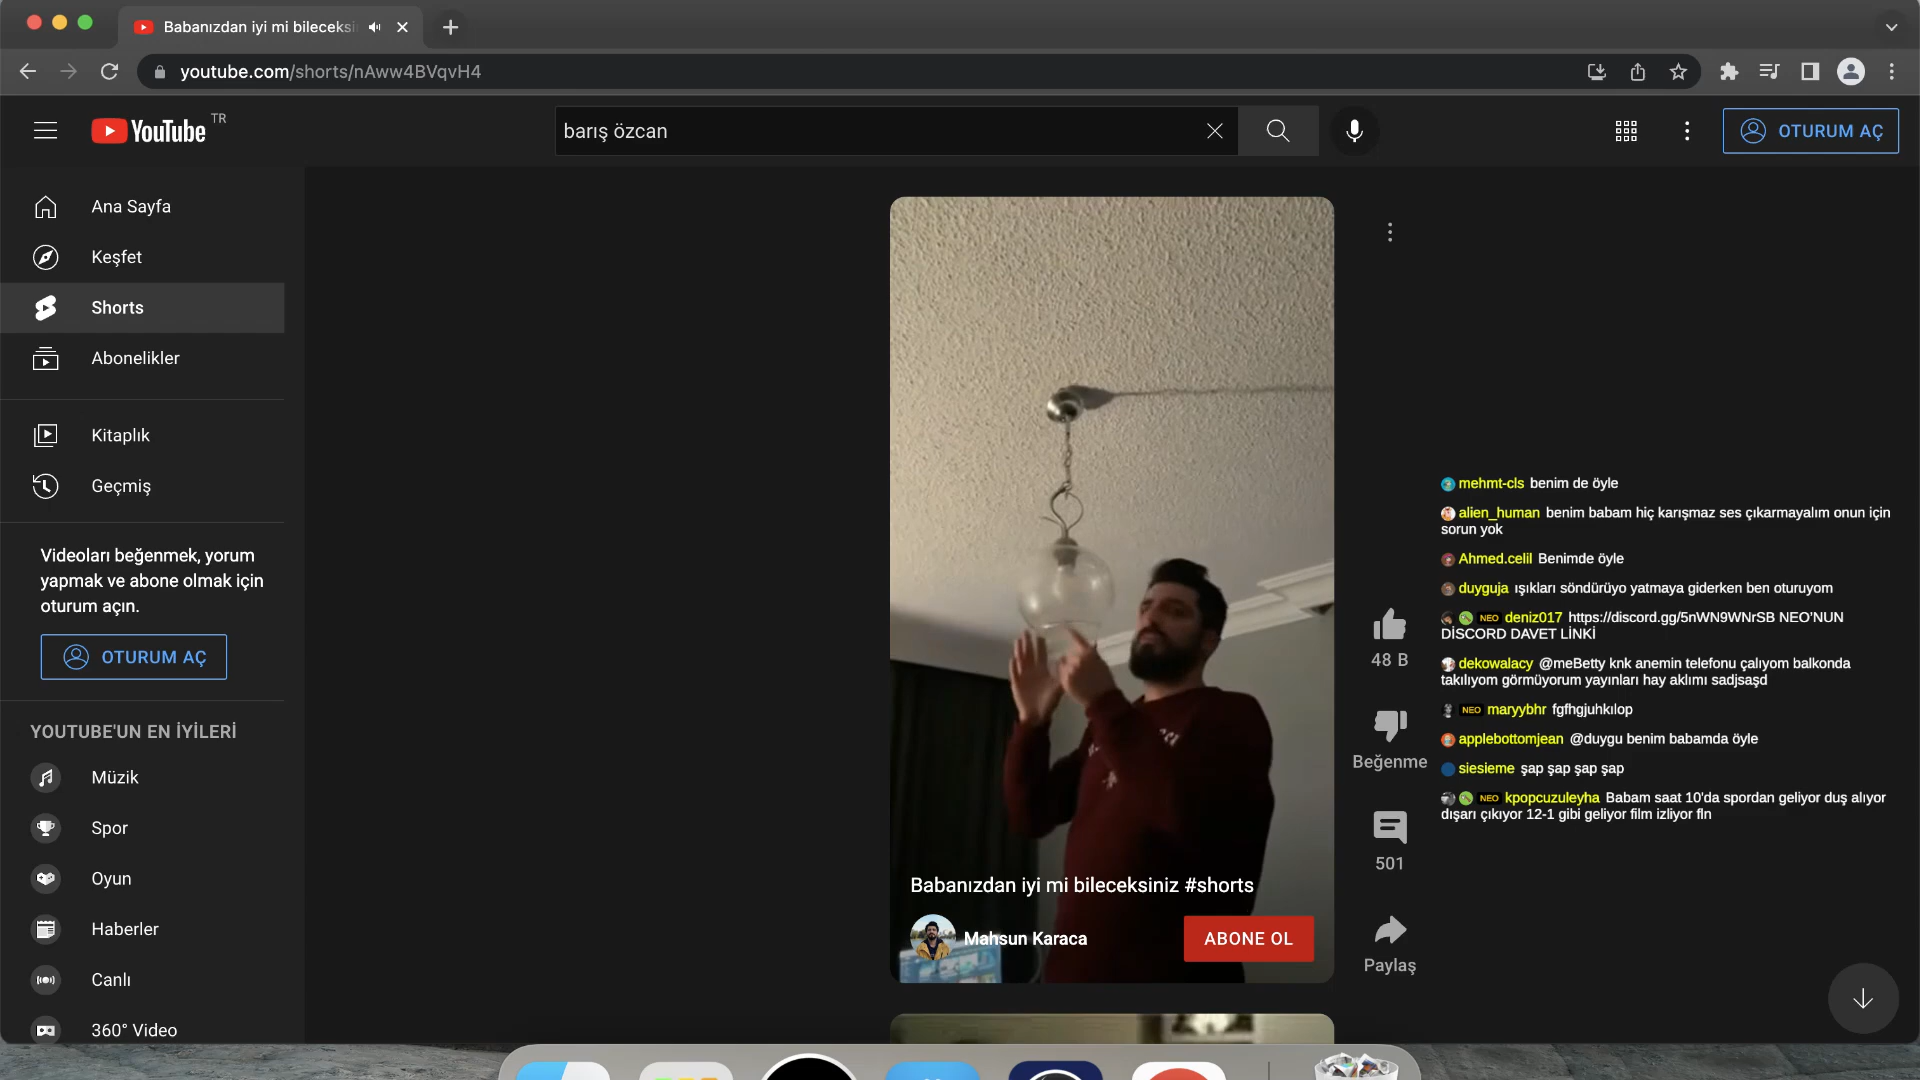 Babanızdan iyi mi bileceksi
youtube.com/shorts/nAww4BVqvH4
YouTube TR
barış özcan
OTURUM AÇ
Ana Sayfa
Keşfet
Shorts
Abonelikler
Kitaplık
Geçmiş
Videoları beğenmek, yorum
yapmak ve abone olmak için
oturum açın.
OTURUM AÇ
YOUTUBE'UN EN İYİLERİ
Müzik
Spor
Oyun
Haberler
Canlı
360° Video
Babanızdan iyi mi bileceksiniz #shorts
Mahsun Karaca
ABONE OL
48 B
Beğenme
501
Paylaş
mehmt-cls benim de öyle
alien_human benim babam hiç karışmaz ses çıkarmayalım onun için
sorun yok
Ahmed.celil Benimde öyle
duyguja ışıkları söndürüyo yatmaya giderken ben oturuyom
NEO deniz017 https://discord.gg/5nWN9WNrSB NEO'NUN
DİSCORD DAVET LİNKİ
dekowalacy @meBetty knk anemin telefonu çalıyom balkonda
takılıyom görmüyorum yayınları hay aklımı sadjsaşd
NEO maryybhr fgfhgjuhkılop
applebottomjean @duygu benim babamda öyle
siesieme şap şap şap şap
NEO kpopcuzuleyha Babam saat 10'da spordan geliyor duş alıyor
dışarı çıkıyor 12-1 gibi geliyor film izliyor fln